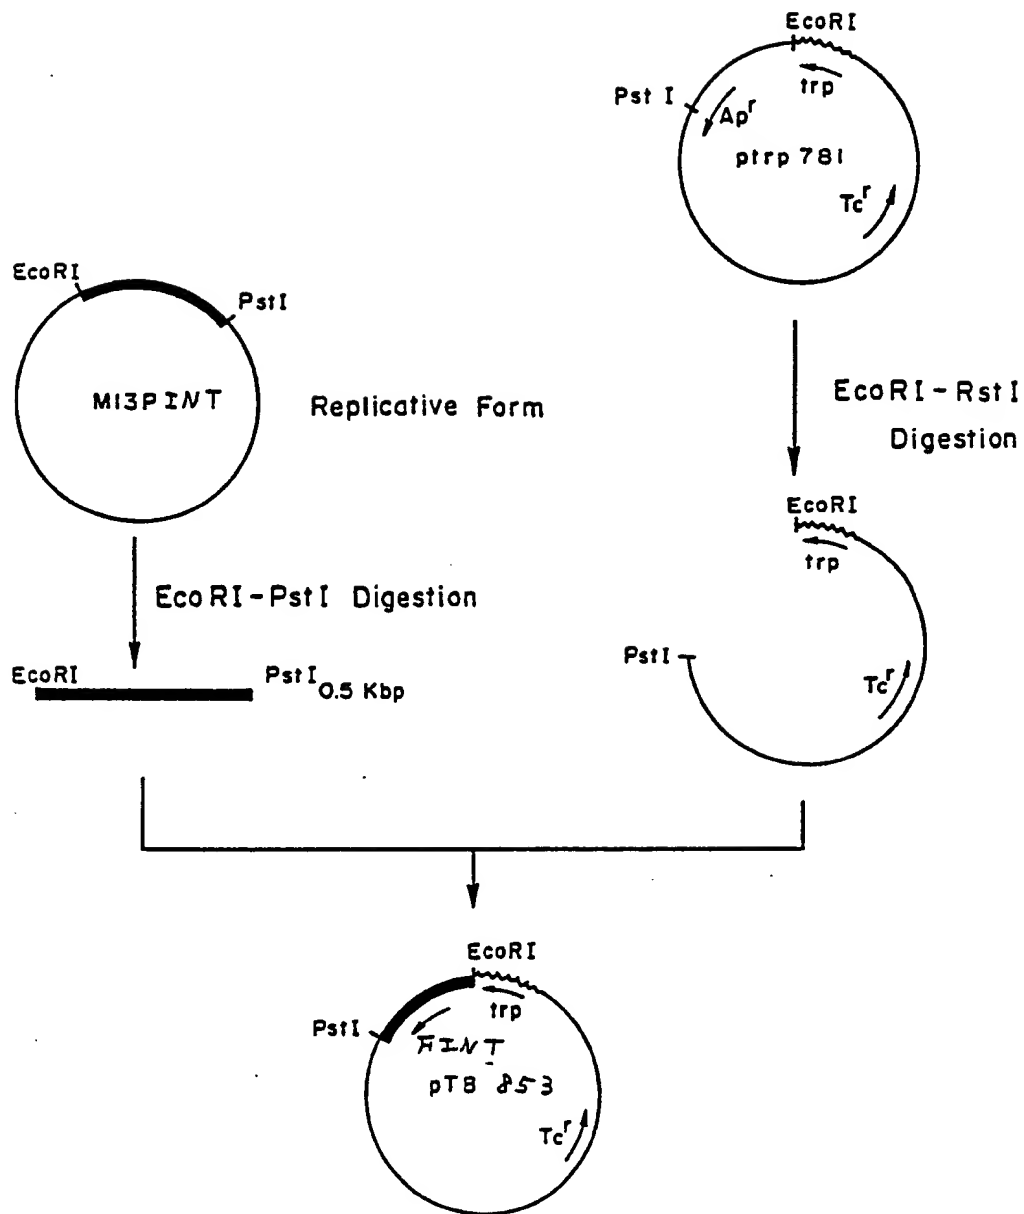 EcoRI
trp
Pst I
Apʳ
ptrp 781
Tcʳ
EcoRI
PstI
M13PINT
Replicative Form
EcoRI-RstI
Digestion
EcoRI
trp
EcoRI-PstI Digestion
PstI
Tcʳ
EcoRI
PstI
0.5 Kbp
EcoRI
trp
PstI
FINT
pT8 853
Tcʳ